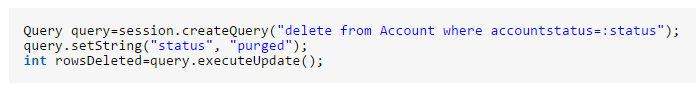 Query query=session.createQuery("delete from Account where accountstatus=:status");
query.setString("status", "purged");
int rowsDeleted=query.executeUpdate();